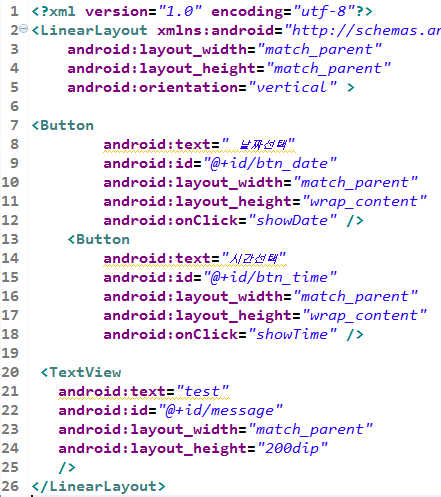 1 <?xml version="1.0" encoding="utf-8"?>
2 <LinearLayout xmlns:android="http://schemas.an
3 android:layout_width="match_parent"
4 android:layout_height="match_parent"
5 android:orientation="vertical" >
6
7 <Button
8 android:text=" 날짜선택"
9 android:id="@+id/btn_date"
10 android:layout_width="match_parent"
11 android:layout_height="wrap_content"
12 android:onClick="showDate" />
13 <Button
14 android:text="시간선택"
15 android:id="@+id/btn_time"
16 android:layout_width="match_parent"
17 android:layout_height="wrap_content"
18 android:onClick="showTime" />
19
20 <TextView
21 android:text="test"
22 android:id="@+id/message"
23 android:layout_width="match_parent"
24 android:layout_height="200dip"
25 />
26 </LinearLayout>